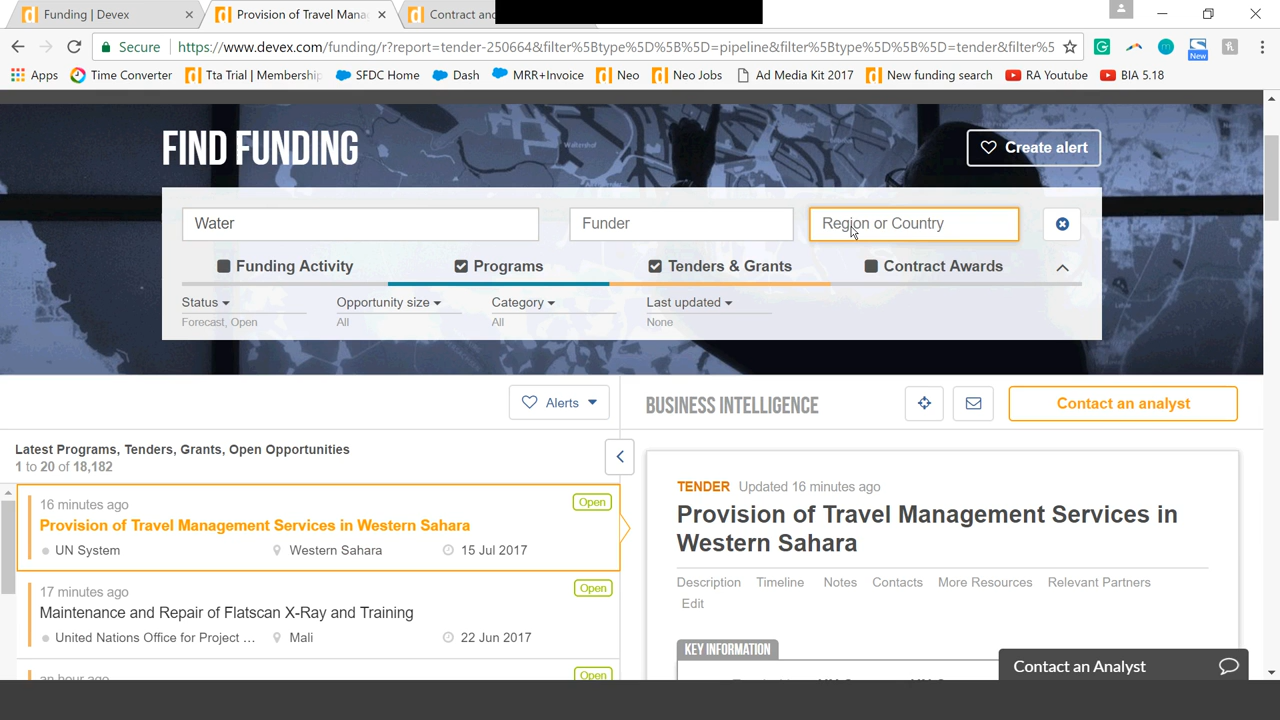 Funding | Devex
Provision of Travel Mana
Contract and
Secure https://www.devex.com/funding/r?report=tender-230664&filter%5Btype%5D%5B%5D=pipeline&filter%5Btype%5D%5B%5D=tender&filter%5
Apps Time Converter Tta Trial | Membership SFDC Home Dash MRR+Invoice Neo Neo Jobs Ad Media Kit 2017 New funding search RA Youtube BIA 5.18
New
FIND FUNDING
Create alert
Water Funder Region or Country
Funding Activity Programs Tenders & Grants Contract Awards
Status Opportunity size Category Last updated
Forecast, Open All All None
Alerts
BUSINESS INTELLIGENCE
Contact an analyst
Latest Programs, Tenders, Grants, Open Opportunities
1 to 20 of 18,182
16 minutes ago Open
Provision of Travel Management Services in Western Sahara
UN System Western Sahara 15 Jul 2017
17 minutes ago Open
Maintenance and Repair of Flatscan X-Ray and Training
United Nations Office for Project ... Mali 22 Jun 2017
an hour ago Open
TENDER Updated 16 minutes ago
Provision of Travel Management Services in
Western Sahara
Description Timeline Notes Contacts More Resources Relevant Partners
Edit
KEY INFORMATION
Contact an Analyst